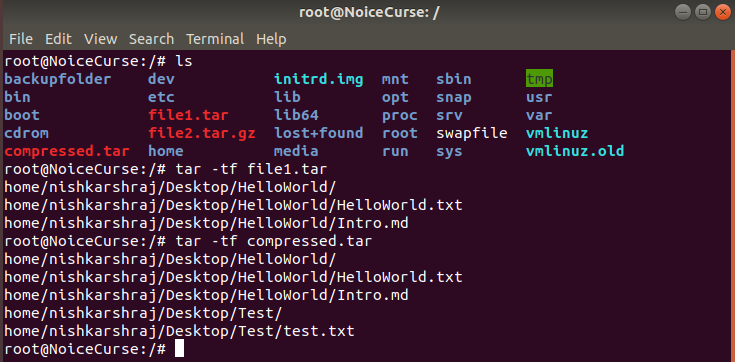 root@NoiceCurse: /
File Edit View Search Terminal Help
root@NoiceCurse:/# ls
backupfolder dev initrd.img mnt sbin tmp
bin etc lib opt snap usr
boot file1.tar lib64 proc srv var
cdrom file2.tar.gz lost+found root swapfile vmlinuz
compressed.tar home media run sys vmlinuz.old
root@NoiceCurse:/# tar -tf file1.tar
home/nishkarshraj/Desktop/HelloWorld/
home/nishkarshraj/Desktop/HelloWorld/HelloWorld.txt
home/nishkarshraj/Desktop/HelloWorld/Intro.md
root@NoiceCurse:/# tar -tf compressed.tar
home/nishkarshraj/Desktop/HelloWorld/
home/nishkarshraj/Desktop/HelloWorld/HelloWorld.txt
home/nishkarshraj/Desktop/HelloWorld/Intro.md
home/nishkarshraj/Desktop/Test/
home/nishkarshraj/Desktop/Test/test.txt
root@NoiceCurse:/#